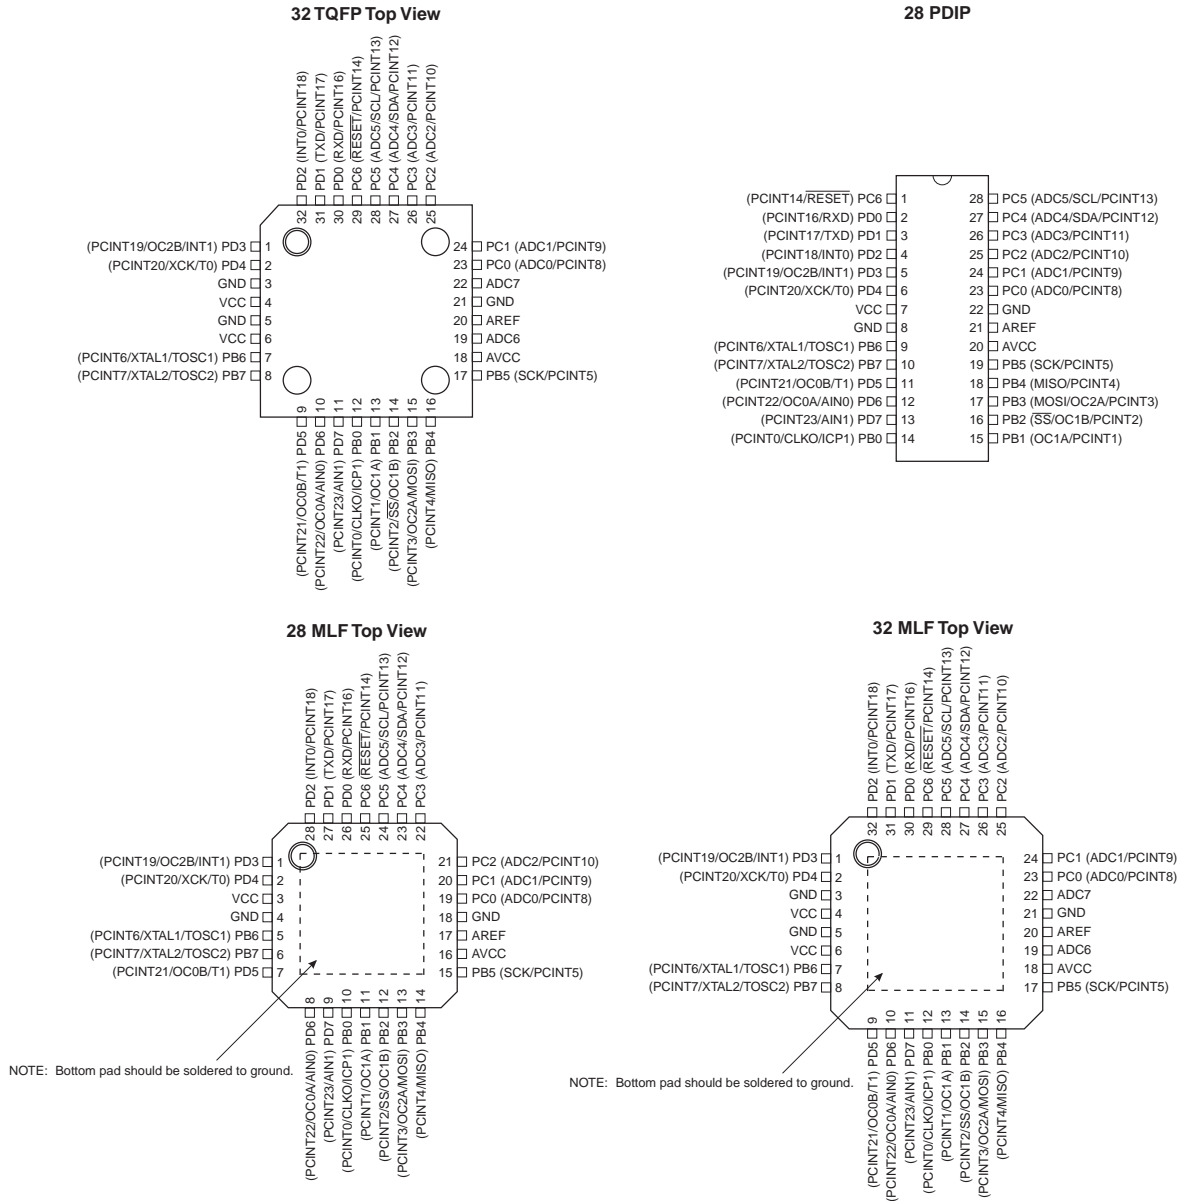 32 TQFP Top View
32 PD2 (INT0/PCINT18)
31 PD1 (TXD/PCINT17)
30 PD0 (RXD/PCINT16)
29 PC6 (RESET/PCINT14)
28 PC5 (ADC5/SCL/PCINT13)
27 PC4 (ADC4/SDA/PCINT12)
26 PC3 (ADC3/PCINT11)
25 PC2 (ADC2/PCINT10)
(PCINT19/OC2B/INT1) PD3 1
(PCINT20/XCK/T0) PD4 2
GND 3
VCC 4
GND 5
VCC 6
(PCINT6/XTAL1/TOSC1) PB6 7
(PCINT7/XTAL2/TOSC2) PB7 8
24 PC1 (ADC1/PCINT9)
23 PC0 (ADC0/PCINT8)
22 ADC7
21 GND
20 AREF
19 ADC6
18 AVCC
17 PB5 (SCK/PCINT5)
(PCINT21/OC0B/T1) PD5 9
(PCINT22/OC0A/AIN0) PD6 10
(PCINT23/AIN1) PD7 11
(PCINT0/CLKO/ICP1) PB0 12
(PCINT1/OC1A) PB1 13
(PCINT2/SS/OC1B) PB2 14
(PCINT3/OC2A/MOSI) PB3 15
(PCINT4/MISO) PB4 16
28 PDIP
(PCINT14/RESET) PC6 1
(PCINT16/RXD) PD0 2
(PCINT17/TXD) PD1 3
(PCINT18/INT0) PD2 4
(PCINT19/OC2B/INT1) PD3 5
(PCINT20/XCK/T0) PD4 6
VCC 7
GND 8
(PCINT6/XTAL1/TOSC1) PB6 9
(PCINT7/XTAL2/TOSC2) PB7 10
(PCINT21/OC0B/T1) PD5 11
(PCINT22/OC0A/AIN0) PD6 12
(PCINT23/AIN1) PD7 13
(PCINT0/CLKO/ICP1) PB0 14
28 PC5 (ADC5/SCL/PCINT13)
27 PC4 (ADC4/SDA/PCINT12)
26 PC3 (ADC3/PCINT11)
25 PC2 (ADC2/PCINT10)
24 PC1 (ADC1/PCINT9)
23 PC0 (ADC0/PCINT8)
22 GND
21 AREF
20 AVCC
19 PB5 (SCK/PCINT5)
18 PB4 (MISO/PCINT4)
17 PB3 (MOSI/OC2A/PCINT3)
16 PB2 (SS/OC1B/PCINT2)
15 PB1 (OC1A/PCINT1)
28 MLF Top View
28 PD2 (INT0/PCINT18)
27 PD1 (TXD/PCINT17)
26 PD0 (RXD/PCINT16)
25 PC6 (RESET/PCINT14)
24 PC5 (ADC5/SCL/PCINT13)
23 PC4 (ADC4/SDA/PCINT12)
22 PC3 (ADC3/PCINT11)
(PCINT19/OC2B/INT1) PD3 1
(PCINT20/XCK/T0) PD4 2
VCC 3
GND 4
(PCINT6/XTAL1/TOSC1) PB6 5
(PCINT7/XTAL2/TOSC2) PB7 6
(PCINT21/OC0B/T1) PD5 7
21 PC2 (ADC2/PCINT10)
20 PC1 (ADC1/PCINT9)
19 PC0 (ADC0/PCINT8)
18 GND
17 AREF
16 AVCC
15 PB5 (SCK/PCINT5)
(PCINT22/OC0A/AIN0) PD6 8
(PCINT23/AIN1) PD7 9
(PCINT0/CLKO/ICP1) PB0 10
(PCINT1/OC1A) PB1 11
(PCINT2/SS/OC1B) PB2 12
(PCINT3/OC2A/MOSI) PB3 13
(PCINT4/MISO) PB4 14
NOTE: Bottom pad should be soldered to ground.
32 MLF Top View
32 PD2 (INT0/PCINT18)
31 PD1 (TXD/PCINT17)
30 PD0 (RXD/PCINT16)
29 PC6 (RESET/PCINT14)
28 PC5 (ADC5/SCL/PCINT13)
27 PC4 (ADC4/SDA/PCINT12)
26 PC3 (ADC3/PCINT11)
25 PC2 (ADC2/PCINT10)
(PCINT19/OC2B/INT1) PD3 1
(PCINT20/XCK/T0) PD4 2
GND 3
VCC 4
GND 5
VCC 6
(PCINT6/XTAL1/TOSC1) PB6 7
(PCINT7/XTAL2/TOSC2) PB7 8
24 PC1 (ADC1/PCINT9)
23 PC0 (ADC0/PCINT8)
22 ADC7
21 GND
20 AREF
19 ADC6
18 AVCC
17 PB5 (SCK/PCINT5)
(PCINT21/OC0B/T1) PD5 9
(PCINT22/OC0A/AIN0) PD6 10
(PCINT23/AIN1) PD7 11
(PCINT0/CLKO/ICP1) PB0 12
(PCINT1/OC1A) PB1 13
(PCINT2/SS/OC1B) PB2 14
(PCINT3/OC2A/MOSI) PB3 15
(PCINT4/MISO) PB4 16
NOTE: Bottom pad should be soldered to ground.